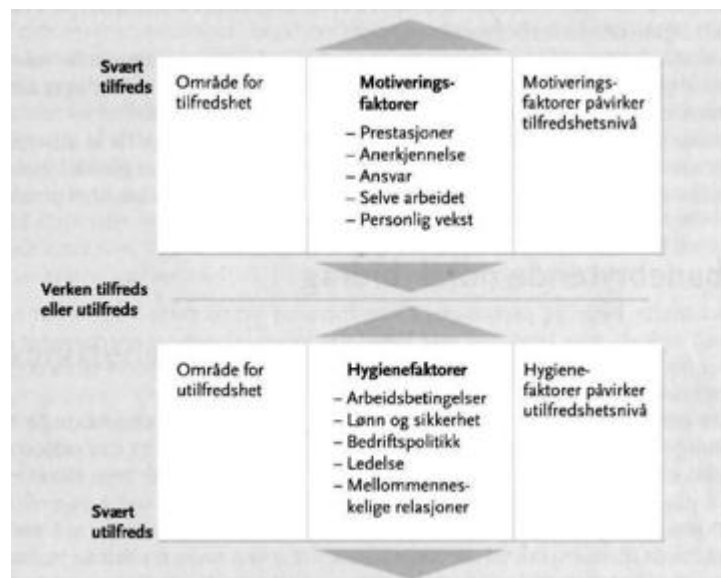 Svært
tilfreds
Område for
tilfredshet
Motiverings-
faktorer
– Prestasjoner
– Anerkjennelse
– Ansvar
– Selve arbeidet
– Personlig vekst
Motiverings-
faktorer påvirker
tilfredshetsnivå
Verken tilfreds
eller utilfreds
Område for
utilfredshet
Hygienefaktorer
– Arbeidsbetingelser
– Lønn og sikkerhet
– Bedriftspolitikk
– Ledelse
– Mellommennes-
kelige relasjoner
Hygiene-
faktorer påvirker
utilfredshetsnivå
Svært
utilfreds